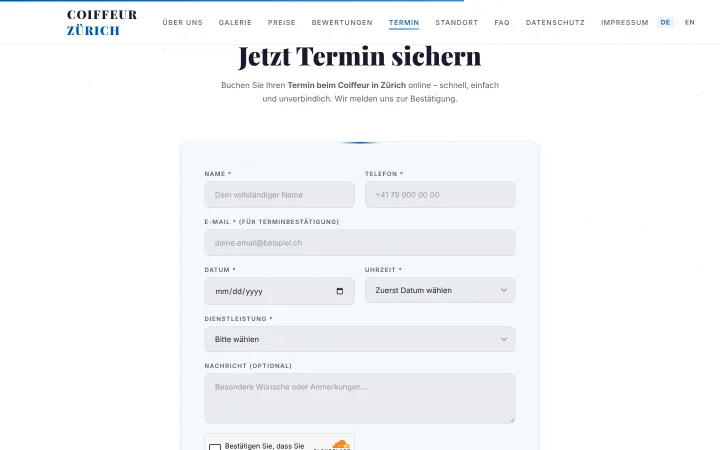 COIFFEUR
ZÜRICH
ÜBER UNS GALERIE PREISE BEWERTUNGEN TERMIN STANDORT FAQ DATENSCHUTZ IMPRESSUM DE EN
Jetzt Termin sichern
Buchen Sie Ihren Termin beim Coiffeur in Zürich online – schnell, einfach
und unverbindlich. Wir melden uns zur Bestätigung.
NAME * TELEFON *
Dein vollständiger Name +41 79 000 00 00
E-MAIL * (FÜR TERMINBESTÄTIGUNG)
deine.email@beispiel.ch
DATUM * UHRZEIT *
mm/dd/yyyy Zuerst Datum wählen
DIENSTLEISTUNG *
Bitte wählen
NACHRICHT (OPTIONAL)
Besondere Wünsche oder Anmerkungen...
Bestätigen Sie, dass Sie